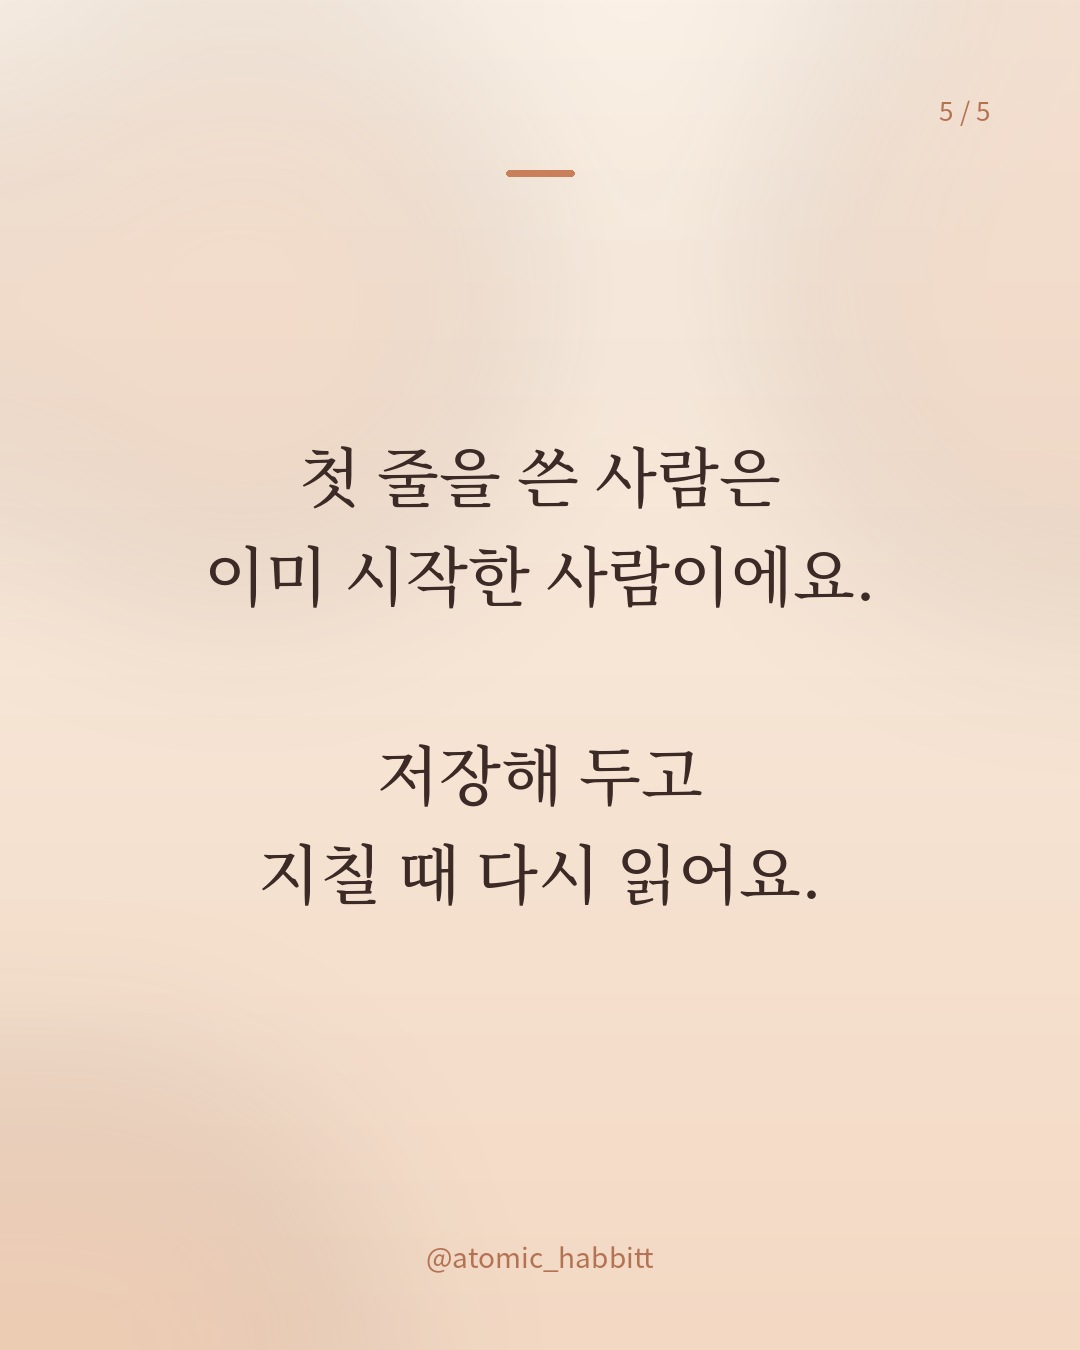 5 / 5
첫 줄을 쓴 사람은
이미 시작한 사람이에요.
저장해 두고
지칠 때 다시 읽어요.
@atomic_habbitt